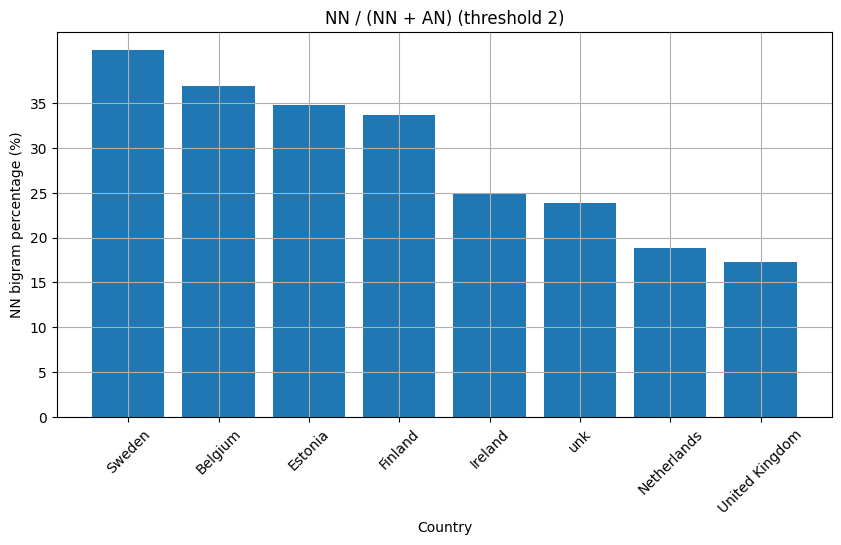 NN / (NN + AN) (threshold 2)
NN bigram percentage (%)
35
30
25
20
15
10
5
0
Sweden
Belgium
Estonia
Finland
Ireland
unk
Netherlands
United Kingdom
Country